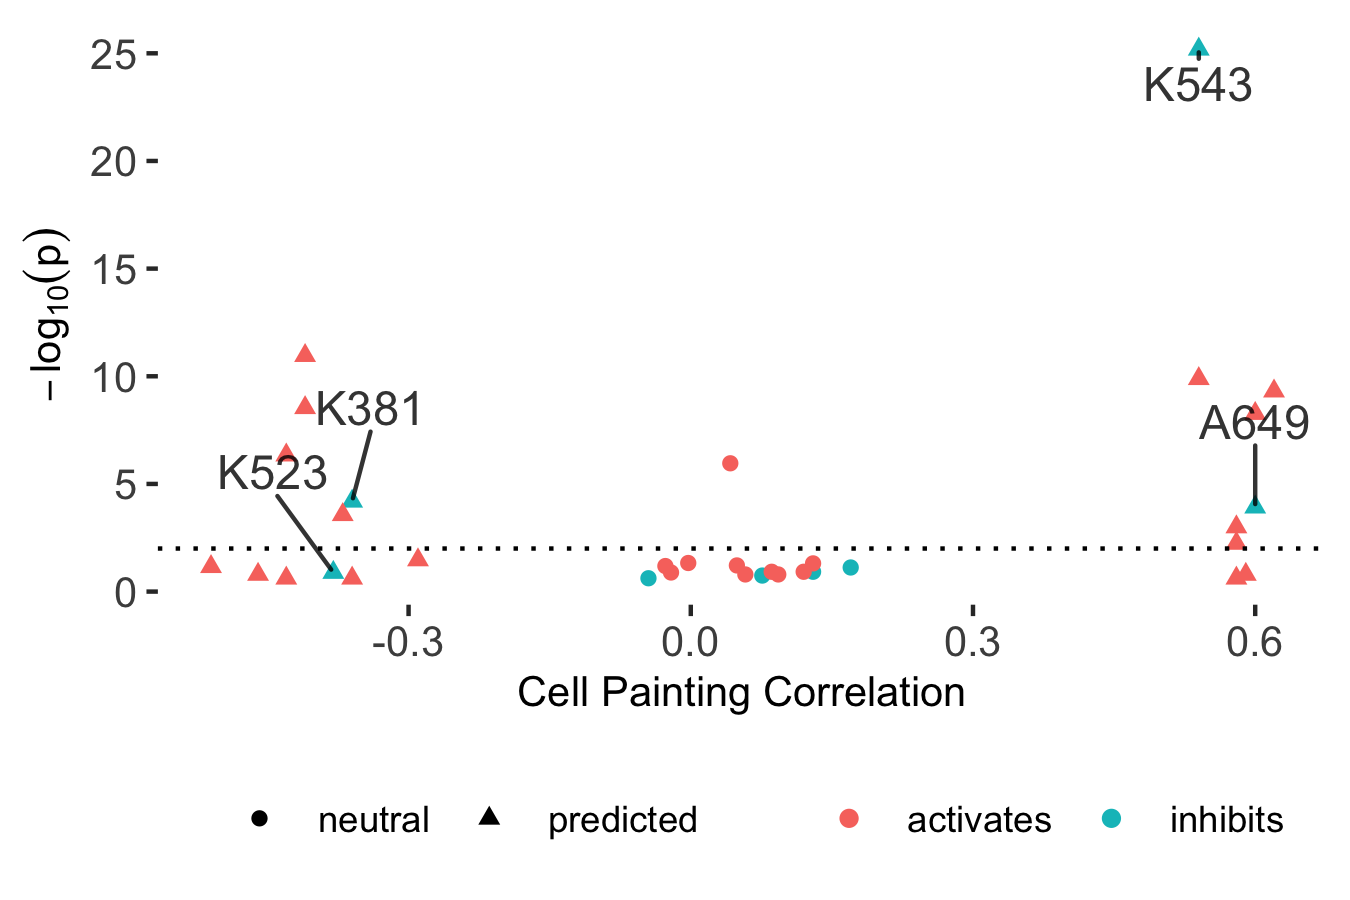 25
K543
20
15
−log10(p)
10
K381
A649
K523
5
0
-0.3 0.0 0.3 0.6
Cell Painting Correlation
neutral predicted activates inhibits